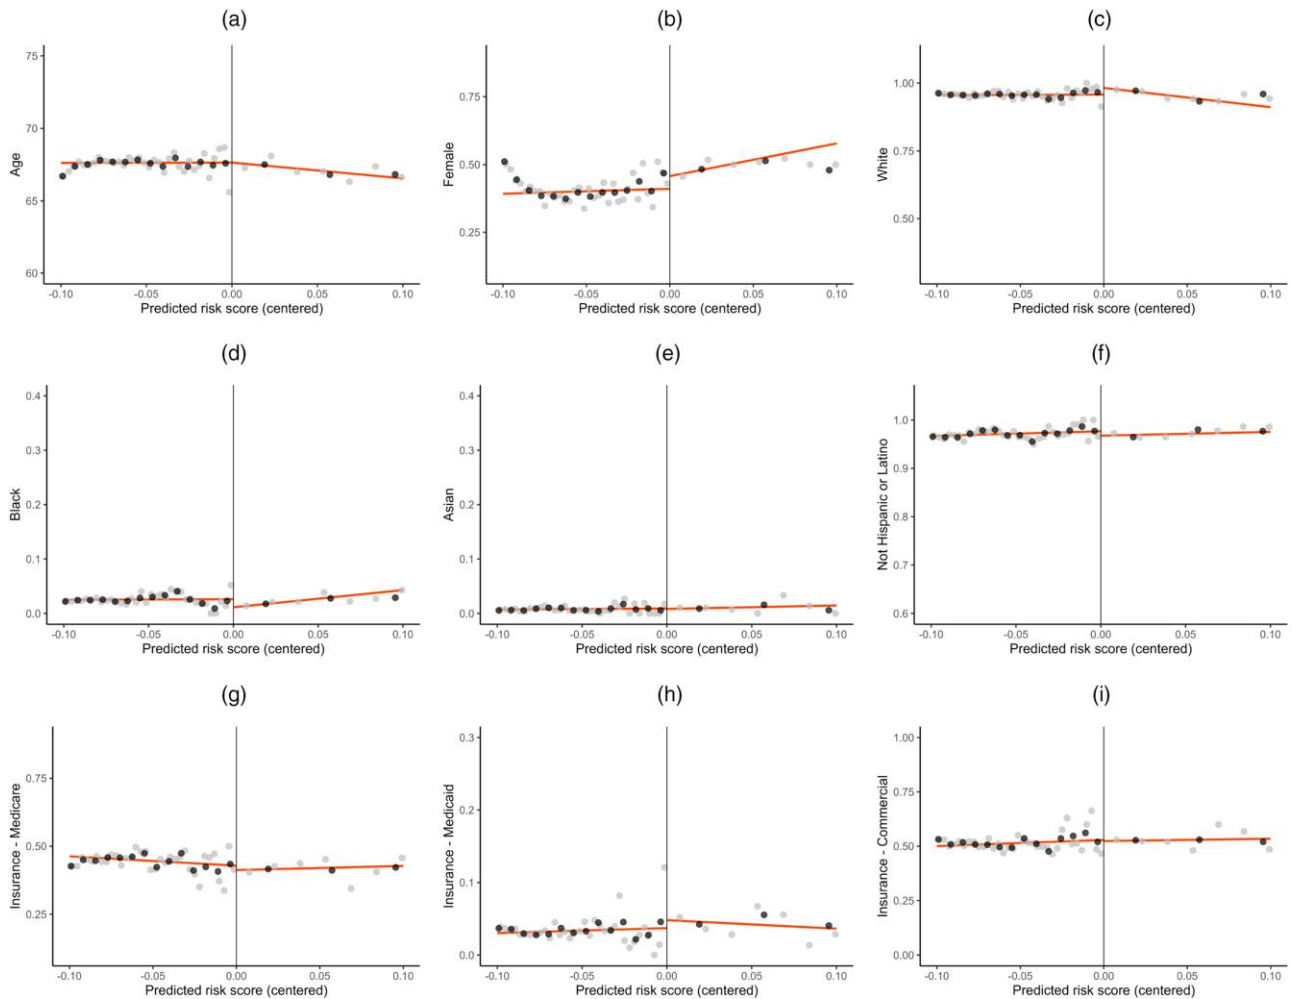 (a)
Age
75
70
65
60
-0.10 -0.05 0.00 0.05 0.10
Predicted risk score (centered)
(b)
Female
0.75
0.50
0.25
-0.10 -0.05 0.00 0.05 0.10
Predicted risk score (centered)
(c)
White
1.00
0.75
0.50
-0.10 -0.05 0.00 0.05 0.10
Predicted risk score (centered)
(d)
Black
0.4
0.3
0.2
0.1
0.0
-0.10 -0.05 0.00 0.05 0.10
Predicted risk score (centered)
(e)
Asian
0.4
0.3
0.2
0.1
0.0
-0.10 -0.05 0.00 0.05 0.10
Predicted risk score (centered)
(f)
Not Hispanic or Latino
1.0
0.9
0.8
0.7
0.6
-0.10 -0.05 0.00 0.05 0.10
Predicted risk score (centered)
(g)
Insurance - Medicare
0.75
0.50
0.25
-0.10 -0.05 0.00 0.05 0.10
Predicted risk score (centered)
(h)
Insurance - Medicaid
0.3
0.2
0.1
0.0
-0.10 -0.05 0.00 0.05 0.10
Predicted risk score (centered)
(i)
Insurance - Commercial
1.00
0.75
0.50
0.25
0.00
-0.10 -0.05 0.00 0.05 0.10
Predicted risk score (centered)